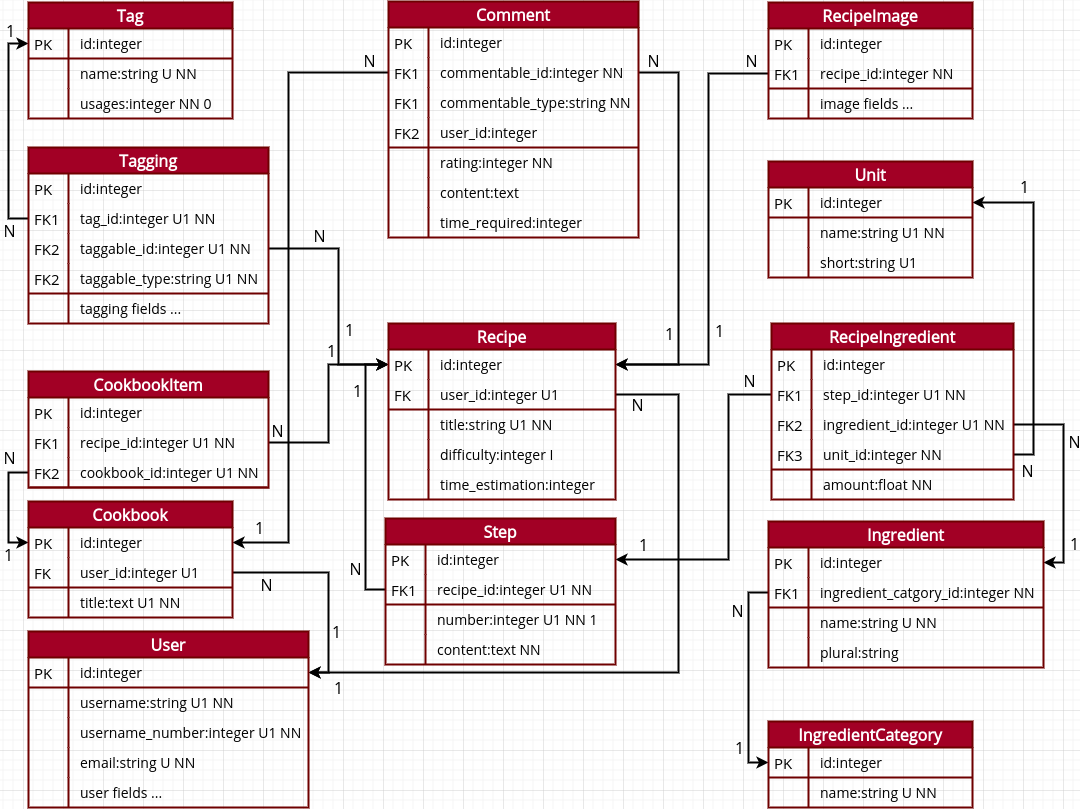 Tag
PK id:integer
name:string U NN
usages:integer NN 0
1
N
Tagging
PK id:integer
FK1 tag_id:integer U1 NN
FK2 taggable_id:integer U1 NN
FK2 taggable_type:string U1 NN
tagging fields ...
N
1
CookbookItem
PK id:integer
FK1 recipe_id:integer U1 NN
FK2 cookbook_id:integer U1 NN
N
1
N
1
Cookbook
PK id:integer
FK user_id:integer U1
title:text U1 NN
1
N
1
User
PK id:integer
username:string U1 NN
username_number:integer U1 NN
email:string U NN
user fields ...
1
Comment
PK id:integer
FK1 commentable_id:integer NN
FK1 commentable_type:string NN
FK2 user_id:integer
rating:integer NN
content:text
time_required:integer
N
N
1
Recipe
PK id:integer
FK user_id:integer U1
title:string U1 NN
difficulty:integer I
time_estimation:integer
1
N
Step
PK id:integer
FK1 recipe_id:integer U1 NN
number:integer U1 NN 1
content:text NN
N
1
RecipeImage
PK id:integer
FK1 recipe_id:integer NN
image fields ...
N
1
Unit
PK id:integer
name:string U1 NN
short:string U1
1
RecipeIngredient
PK id:integer
FK1 step_id:integer U1 NN
FK2 ingredient_id:integer U1 NN
FK3 unit_id:integer NN
amount:float NN
N
N
N
1
Ingredient
PK id:integer
FK1 ingredient_catgory_id:integer NN
name:string U NN
plural:string
N
1
IngredientCategory
PK id:integer
name:string U NN